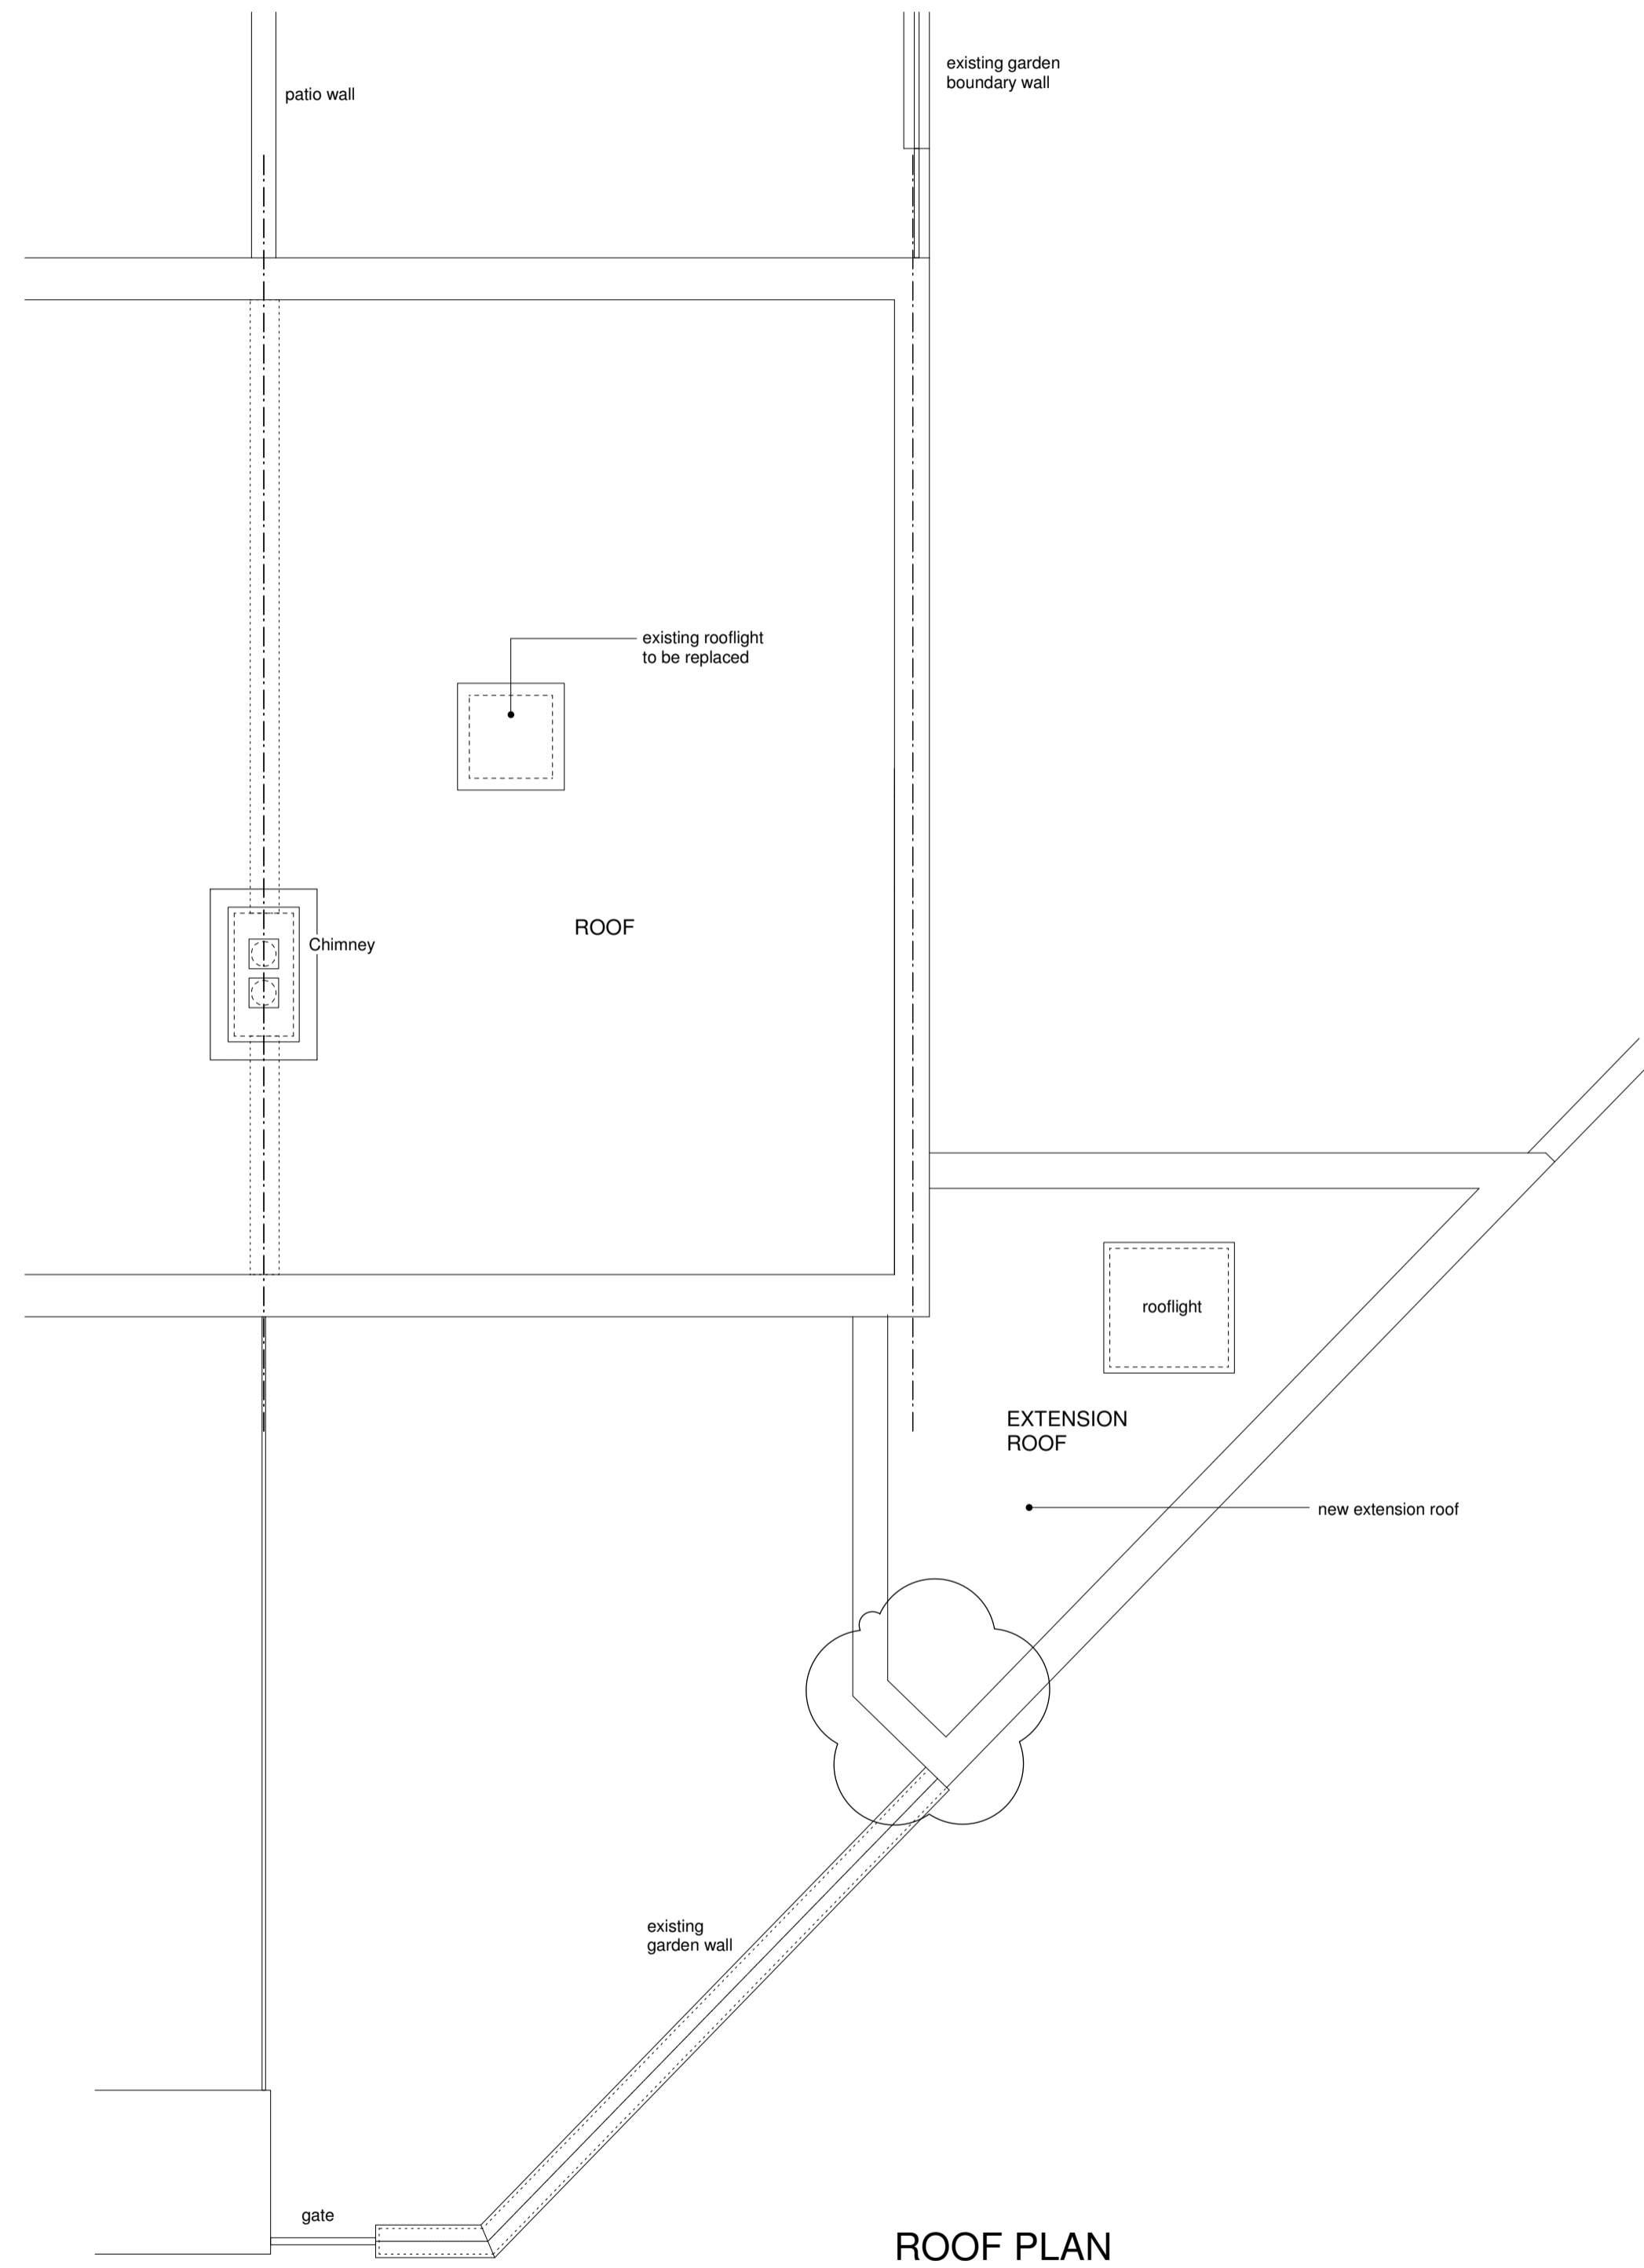 existing garden
boundary wall
patio wall
existing rooflight
to be replaced
ROOF
Chimney
rooflight
EXTENSION
ROOF
new extension roof
existing
garden wall
gate
ROOF PLAN